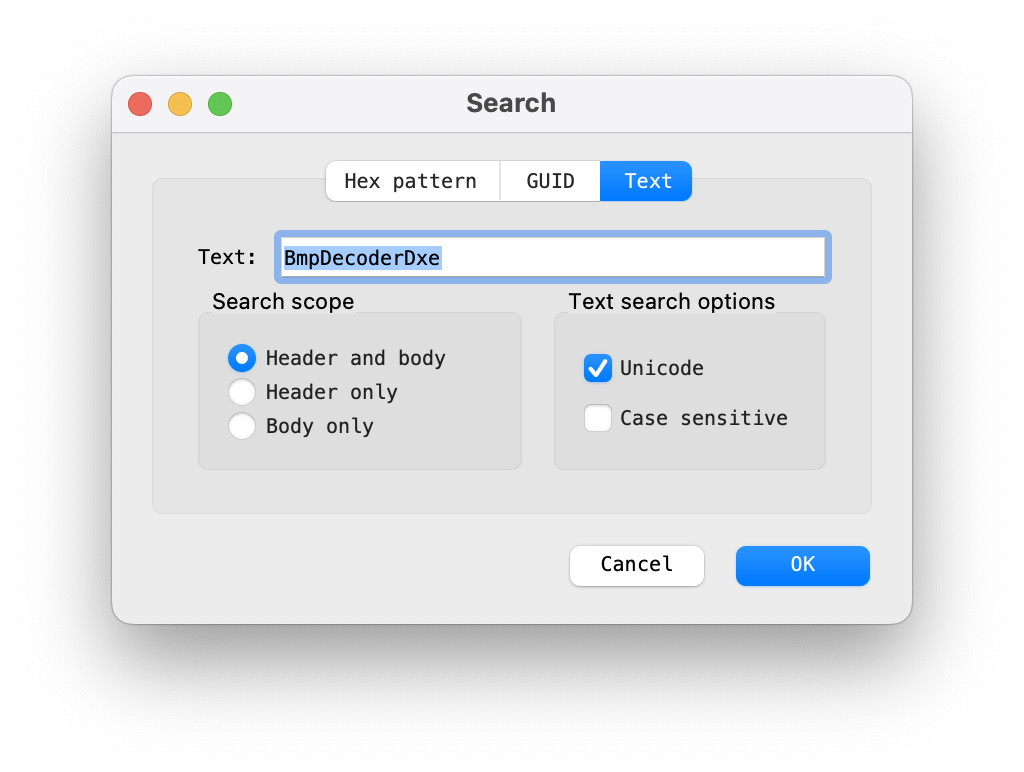 Search
Hex pattern GUID Text
Text: BmpDecoderDxe
Search scope
Header and body
Header only
Body only
Text search options
Unicode
Case sensitive
Cancel OK